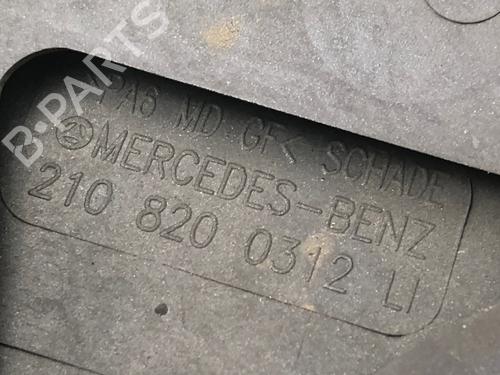 B-PARTS
>PA6 MD GF< SCHADE
MERCEDES-BENZ
210 820 0312 LI